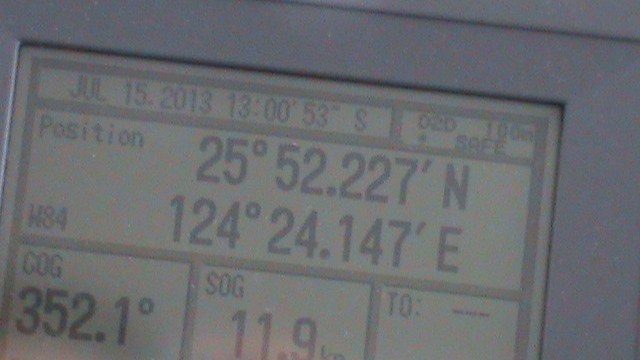 JUL 15.2013 13:00'53" S
D2D 100m
SAFE
Position
25°52.227' N
W84
124°24.147' E
COG
352.1°
SOG
11.9
TO: ---